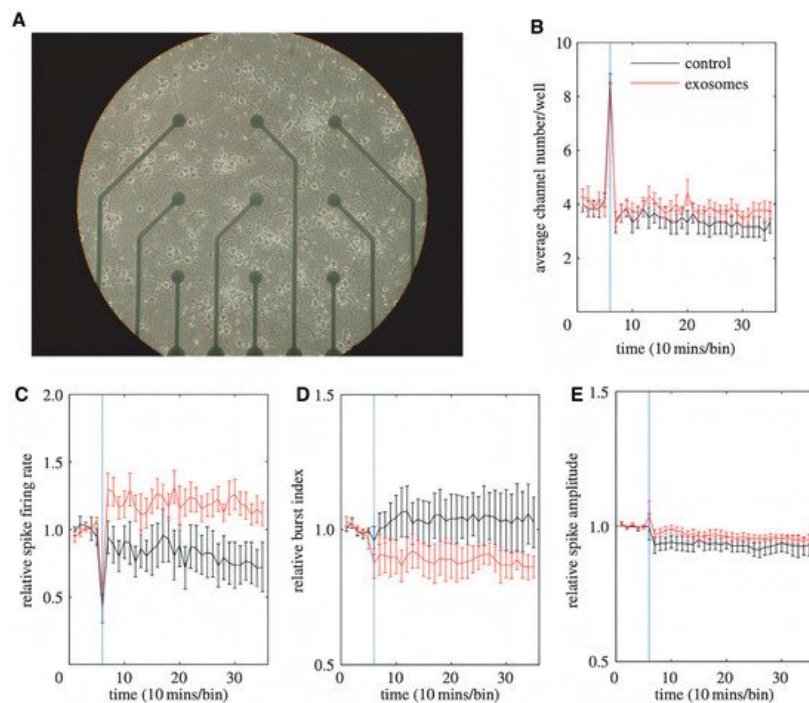 A
B
average channel number/well
10
8
6
4
2
0
10
20
30
time (10 mins/bin)
control
exosomes
C
relative spike firing rate
2.0
1.5
1.0
0.5
0
10
20
30
time (10 mins/bin)
D
relative burst index
1.5
1.0
0.5
0
10
20
30
time (10 mins/bin)
E
relative spike amplitude
1.5
1.0
0.5
0
10
20
30
time (10 mins/bin)